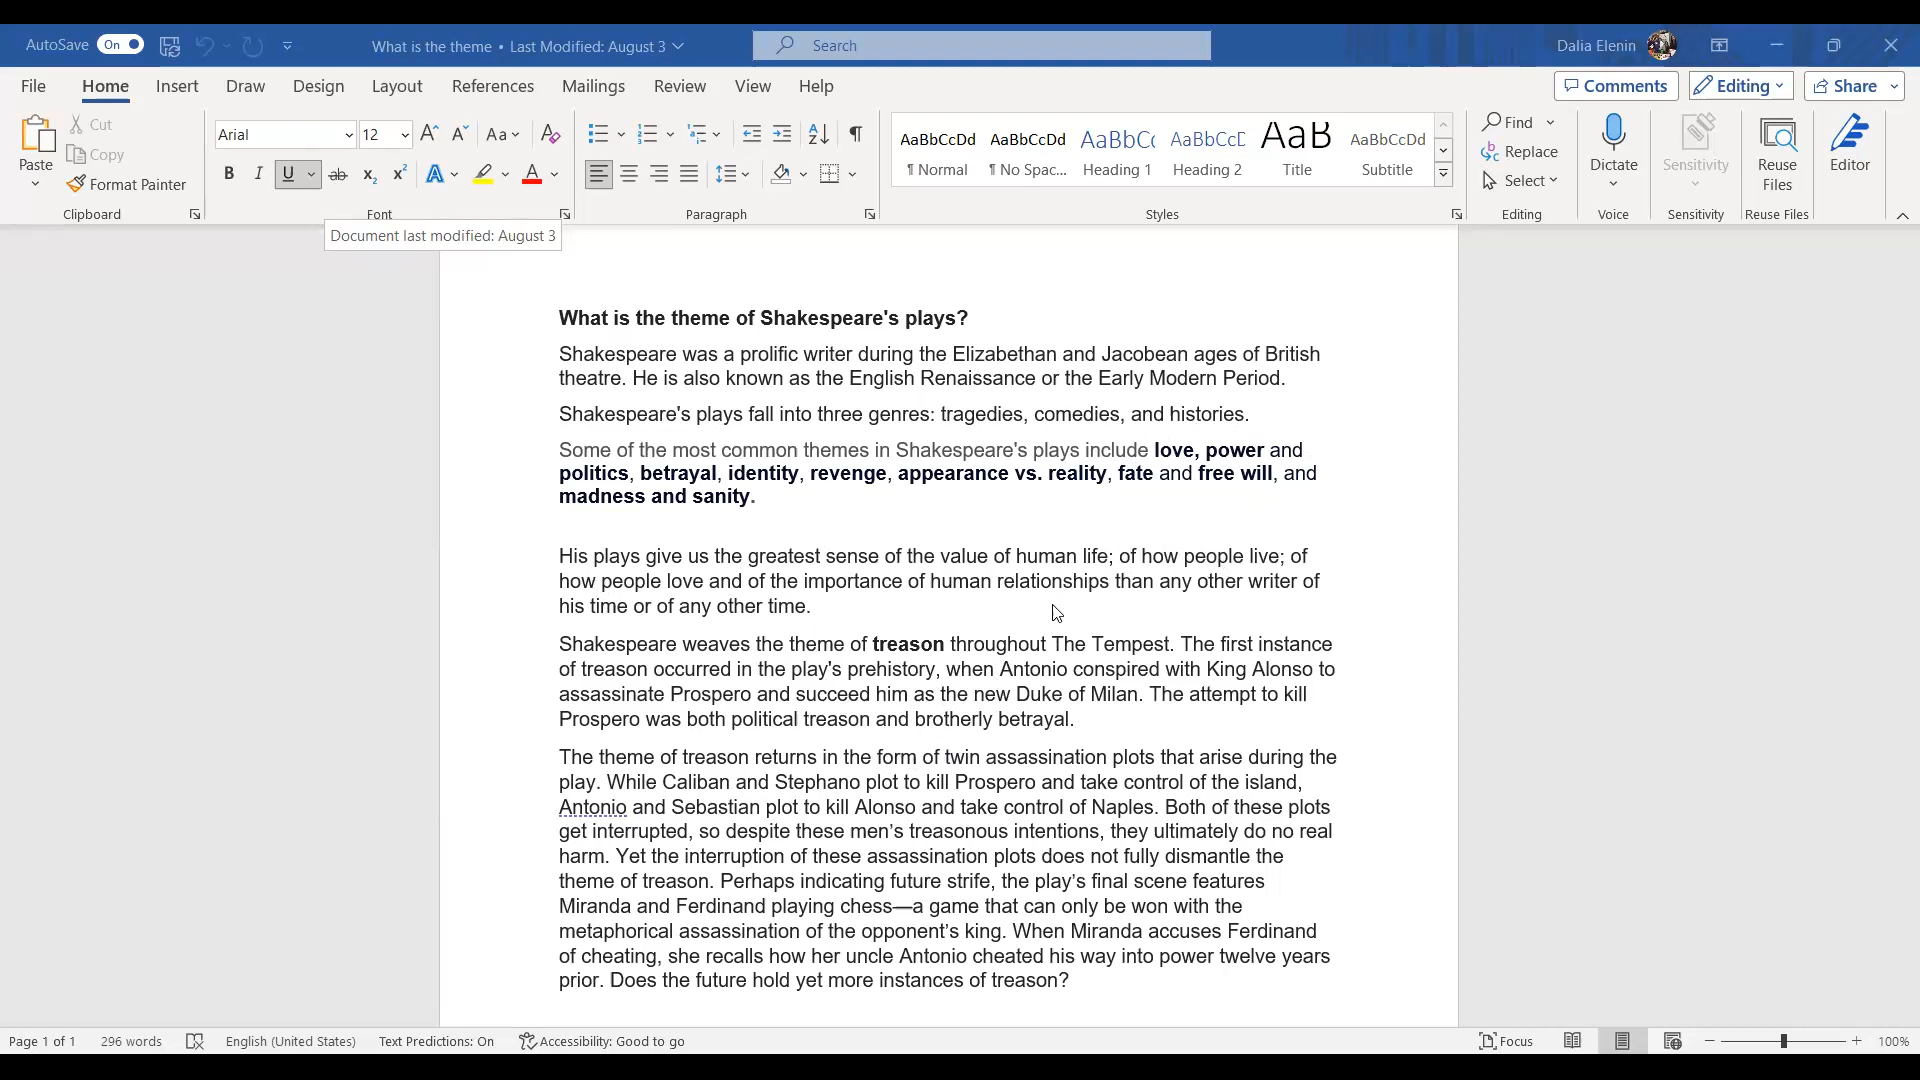 AutoSave On What is the theme • Last Modified: August 3 Search Dalia Elenin
File Home Insert Draw Design Layout References Mailings Review View Help Comments Editing Share
Paste Cut Copy Format Painter
Clipboard
Arial 12 Aa
B I U ab x₂ x² A A
Font
Paragraph
AaBbCcDd AaBbCcDd AaBbC( AaBbCcC AaB AaBbCcDd
¶ Normal ¶ No Spac... Heading 1 Heading 2 Title Subtitle
Styles
Find
Replace
Select
Editing
Dictate
Voice
Sensitivity
Sensitivity
Reuse
Files
Reuse Files
Editor
Document last modified: August 3
What is the theme of Shakespeare's plays?
Shakespeare was a prolific writer during the Elizabethan and Jacobean ages of British
theatre. He is also known as the English Renaissance or the Early Modern Period.
Shakespeare's plays fall into three genres: tragedies, comedies, and histories.
Some of the most common themes in Shakespeare's plays include love, power and
politics, betrayal, identity, revenge, appearance vs. reality, fate and free will, and
madness and sanity.
His plays give us the greatest sense of the value of human life; of how people live; of
how people love and of the importance of human relationships than any other writer of
his time or of any other time.
Shakespeare weaves the theme of treason throughout The Tempest. The first instance
of treason occurred in the play's prehistory, when Antonio conspired with King Alonso to
assassinate Prospero and succeed him as the new Duke of Milan. The attempt to kill
Prospero was both political treason and brotherly betrayal.
The theme of treason returns in the form of twin assassination plots that arise during the
play. While Caliban and Stephano plot to kill Prospero and take control of the island,
Antonio and Sebastian plot to kill Alonso and take control of Naples. Both of these plots
get interrupted, so despite these men’s treasonous intentions, they ultimately do no real
harm. Yet the interruption of these assassination plots does not fully dismantle the
theme of treason. Perhaps indicating future strife, the play’s final scene features
Miranda and Ferdinand playing chess—a game that can only be won with the
metaphorical assassination of the opponent’s king. When Miranda accuses Ferdinand
of cheating, she recalls how her uncle Antonio cheated his way into power twelve years
prior. Does the future hold yet more instances of treason?
Page 1 of 1 296 words English (United States) Text Predictions: On Accessibility: Good to go Focus 100%